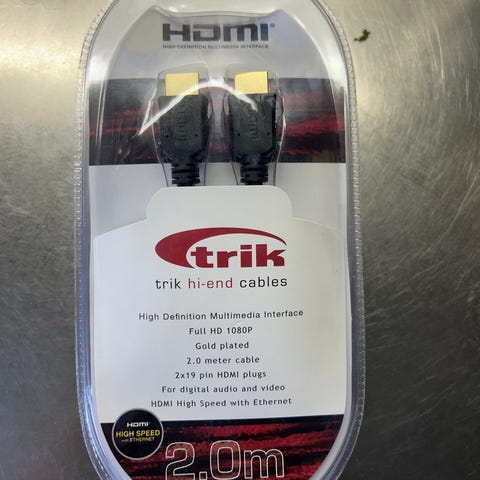 HDMI®
HIGH-DEFINITION MULTIMEDIA INTERFACE
trik
trik hi-end cables
High Definition Multimedia Interface
Full HD 1080P
Gold plated
2.0 meter cable
2x19 pin HDMI plugs
For digital audio and video
HDMI High Speed with Ethernet
HDMI
HIGH SPEED
with ETHERNET
2.0m